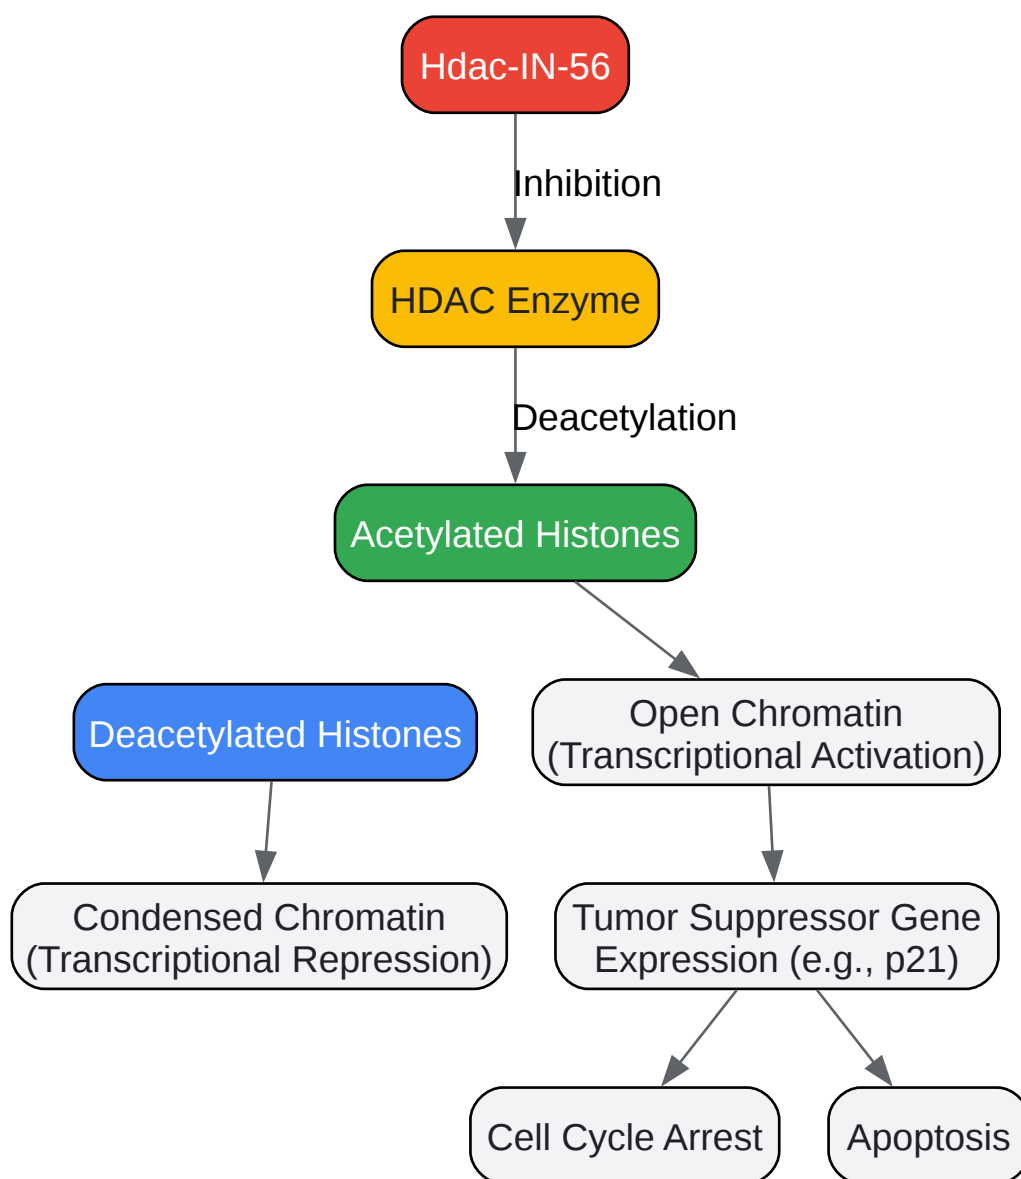 Hdac-IN-56
Inhibition
HDAC Enzyme
Deacetylation
Acetylated Histones
Deacetylated Histones
Open Chromatin
(Transcriptional Activation)
Condensed Chromatin
(Transcriptional Repression)
Tumor Suppressor Gene
Expression (e.g., p21)
Cell Cycle Arrest
Apoptosis